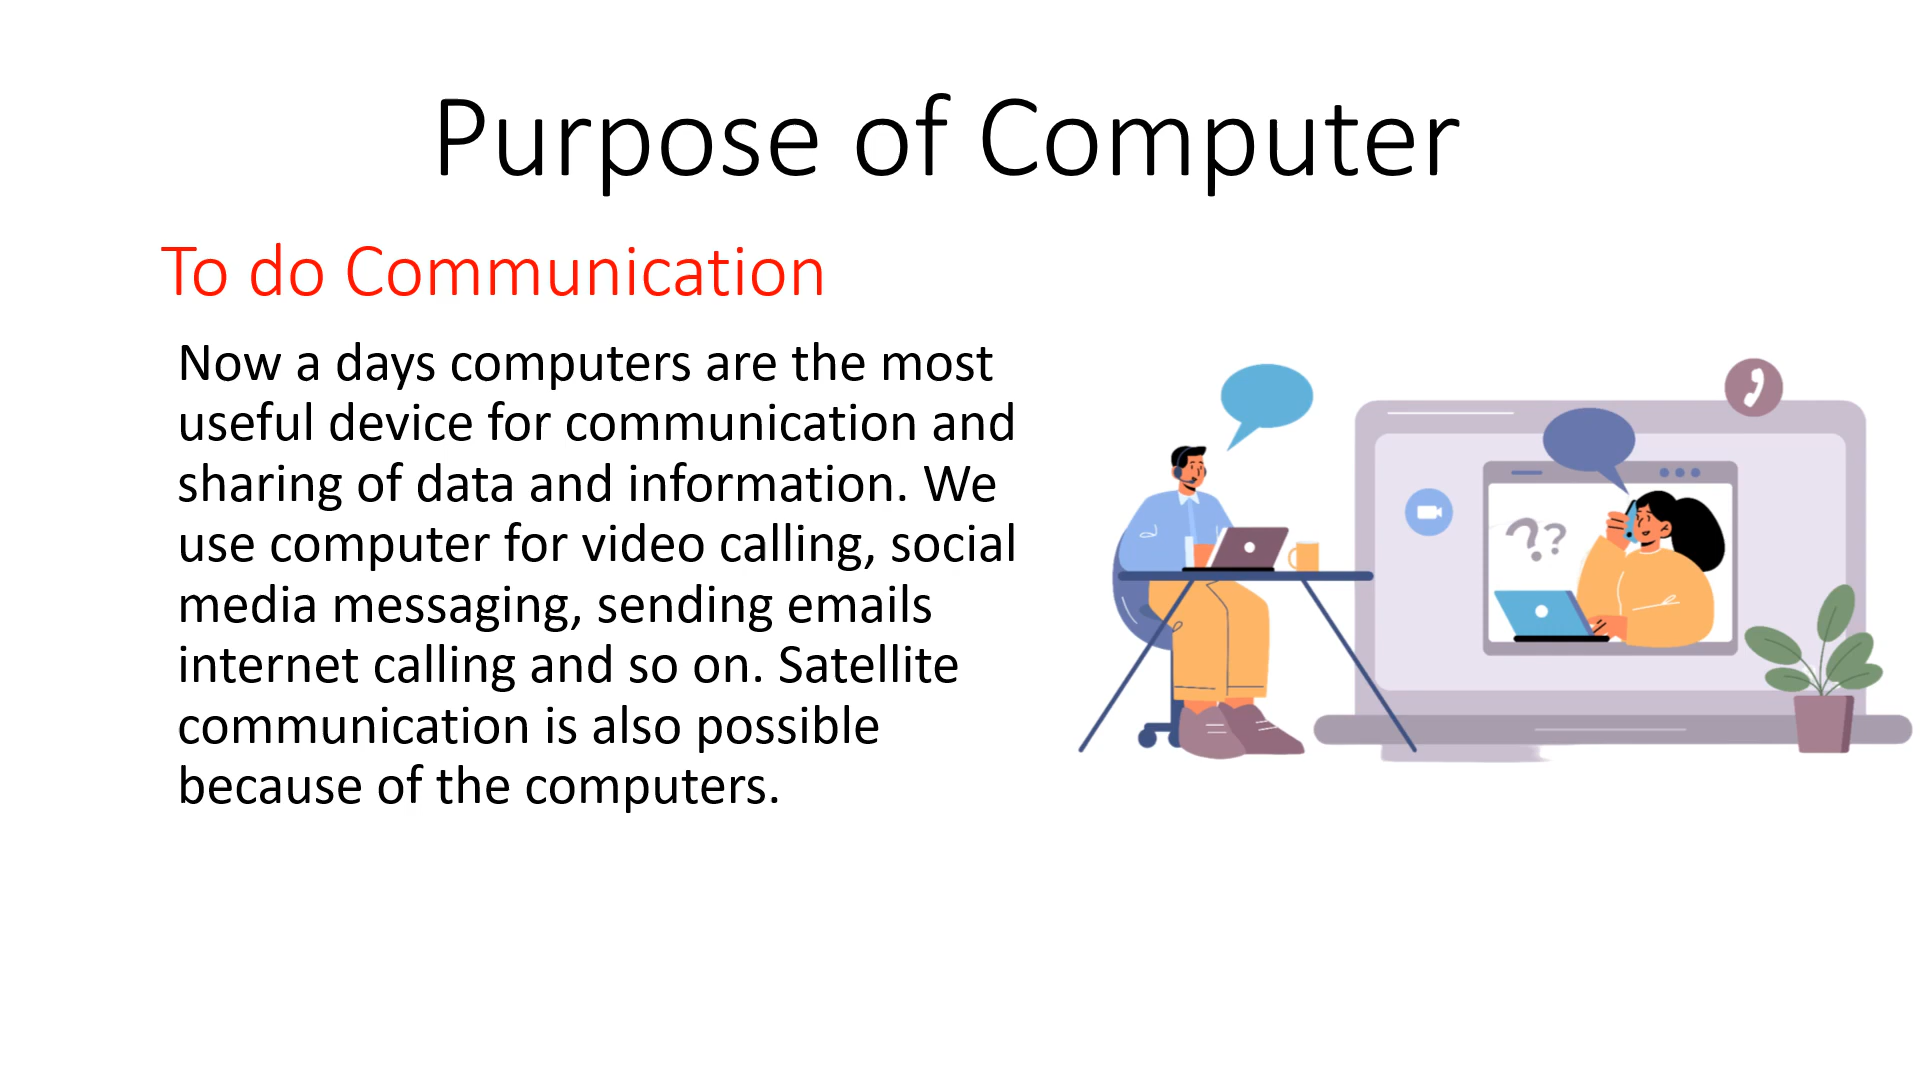 Purpose of Computer
To do Communication
Now a days computers are the most
useful device for communication and
sharing of data and information. We
use computer for video calling, social
media messaging, sending emails
internet calling and so on. Satellite
communication is also possible
because of the computers.
??